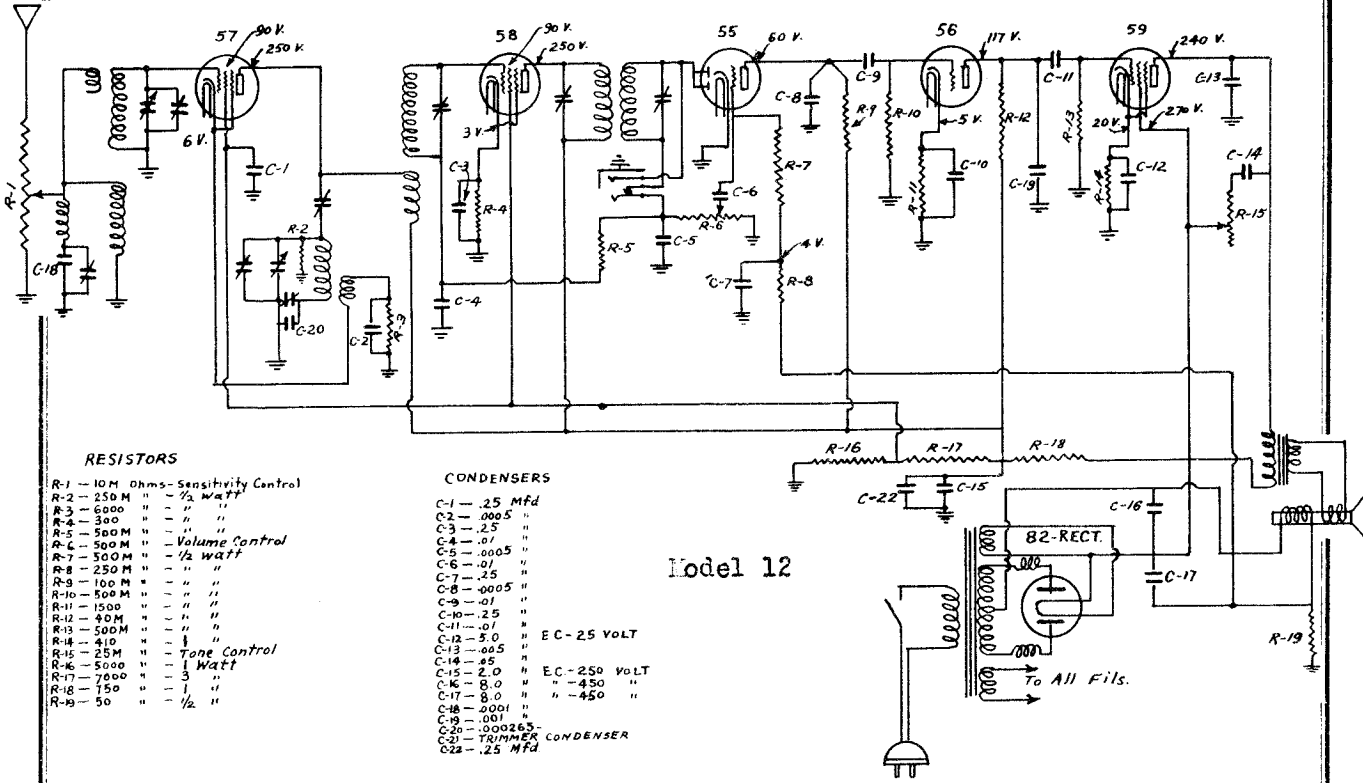 57
90 V.
250 V.
58
90 V.
250 V.
55
60 V.
56
117 V.
59
240 V.
C-9
C-11
C-13
C-8
R-9
R-10
R-12
R-13
6 V.
C-1
3 V.
C-3
R-4
R-7
C-6
R-6
R-5
C-5
5 V.
C-10
R-11
C-19
20 V.
270 V.
C-12
R-14
C-14
R-15
R-1
C-18
R-2
C-20
C-2
R-3
C-4
4 V.
C-7
R-8
R-16
R-17
R-18
C-22
C-15
C-16
82-RECT.
C-17
R-19
To All Fils.
Model 12
RESISTORS
R-1 — 10 M Ohms - Sensitivity Control
R-2 — 250 M " - 1/2 Watt
R-3 — 6000 " - " "
R-4 — 300 " - " "
R-5 — 500 M " - " "
R-6 — 500 M " - Volume Control
R-7 — 500 M " - 1/2 Watt
R-8 — 250 M " - " "
R-9 — 100 M " - " "
R-10 — 500 M " - " "
R-11 — 1500 " - " "
R-12 — 40 M " - " "
R-13 — 500 M " - " "
R-14 — 410 " - 1 "
R-15 — 25 M " - Tone Control
R-16 — 5000 " - 1 Watt
R-17 — 7000 " - 3 "
R-18 — 750 " - 1 "
R-19 — 50 " - 1/2 "
CONDENSERS
C-1 — .25 Mfd
C-2 — .0005 "
C-3 — .25 "
C-4 — .01 "
C-5 — .0005 "
C-6 — .01 "
C-7 — .25 "
C-8 — .0005 "
C-9 — .01 "
C-10 — .25 "
C-11 — .01 "
C-12 — 5.0 " EC - 25 VOLT
C-13 — .005 "
C-14 — .05 "
C-15 — 2.0 " EC - 250 VOLT
C-16 — 8.0 " " - 450 "
C-17 — 8.0 " " - 450 "
C-18 — .0001 "
C-19 — .001 "
C-20 — .000265 -
C-21 — TRIMMER CONDENSER
C-22 — .25 Mfd